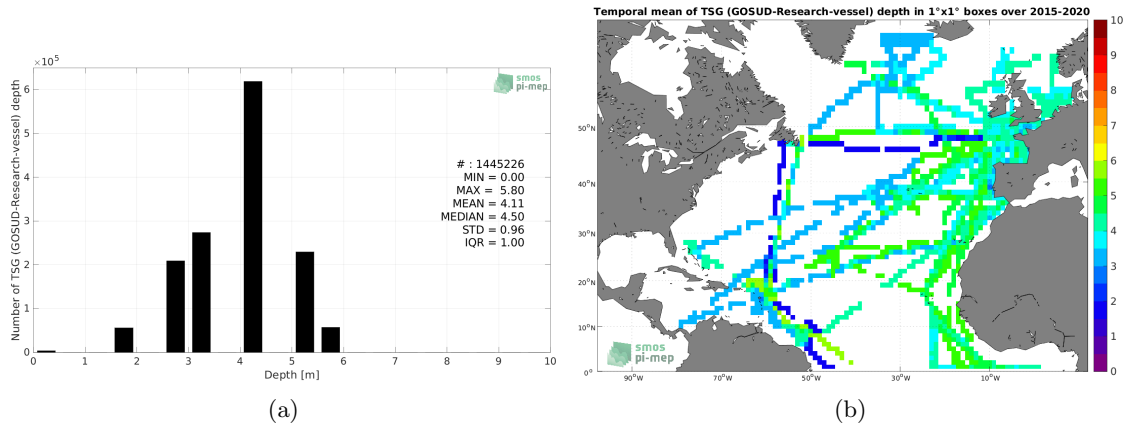 Temporal mean of TSG (GOSUD-Research-vessel) depth in 1°x1° boxes over 2015-2020
×10⁵
Number of TSG (GOSUD-Research-vessel) depth
6
5
4
3
2
1
0
smos
pi-mep
# : 1445226
MIN = 0.00
MAX = 5.80
MEAN = 4.11
MEDIAN = 4.50
STD = 0.96
IQR = 1.00
0 1 2 3 4 5 6 7 8 9 10
Depth [m]
(a)
50°N
40°N
30°N
20°N
10°N
0°
smos
pi-mep
90°W 70°W 50°W 30°W 10°W
10
9
8
7
6
5
4
3
2
1
0
(b)